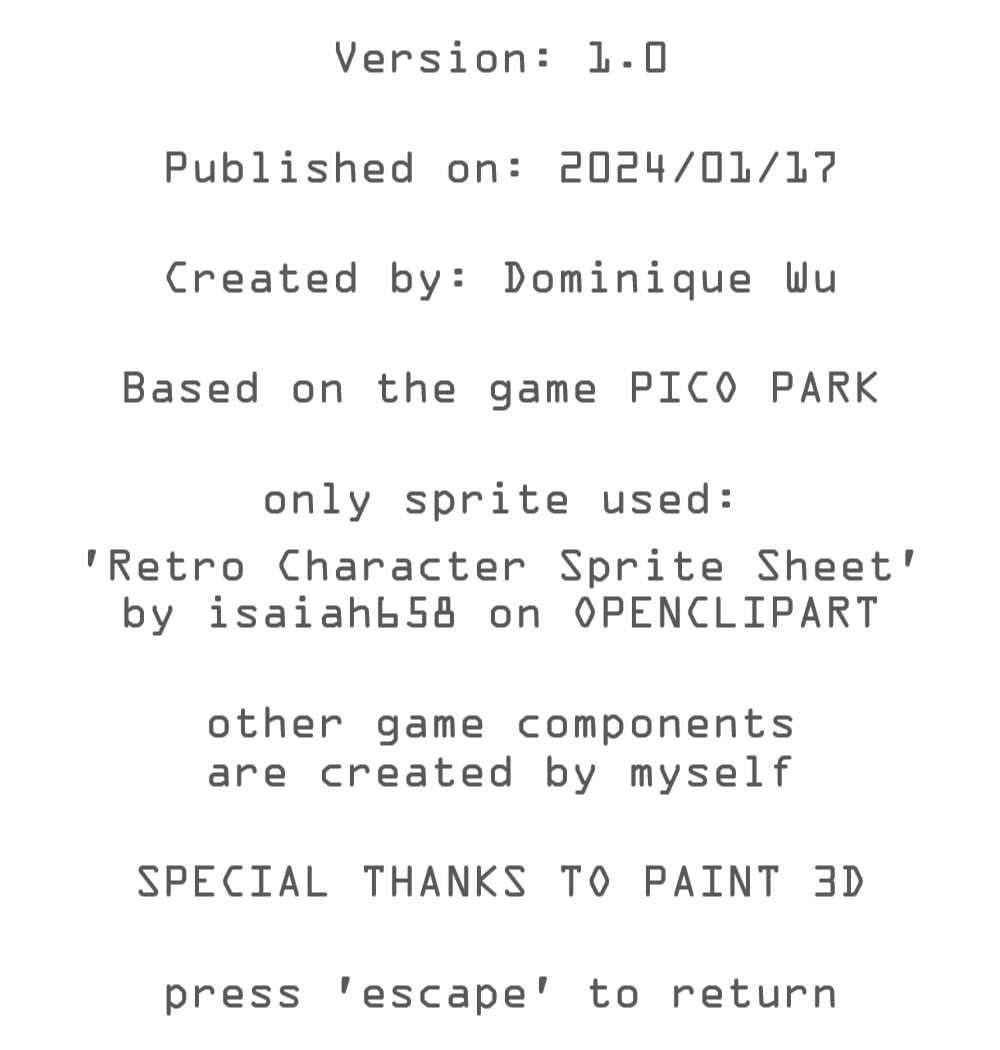 Version: 1.0
Published on: 2024/01/17
Created by: Dominique Wu
Based on the game PICO PARK
only sprite used:
'Retro Character Sprite Sheet'
by isaiah658 on OPENCLIPART
other game components
are created by myself
SPECIAL THANKS TO PAINT 3D
press 'escape' to return